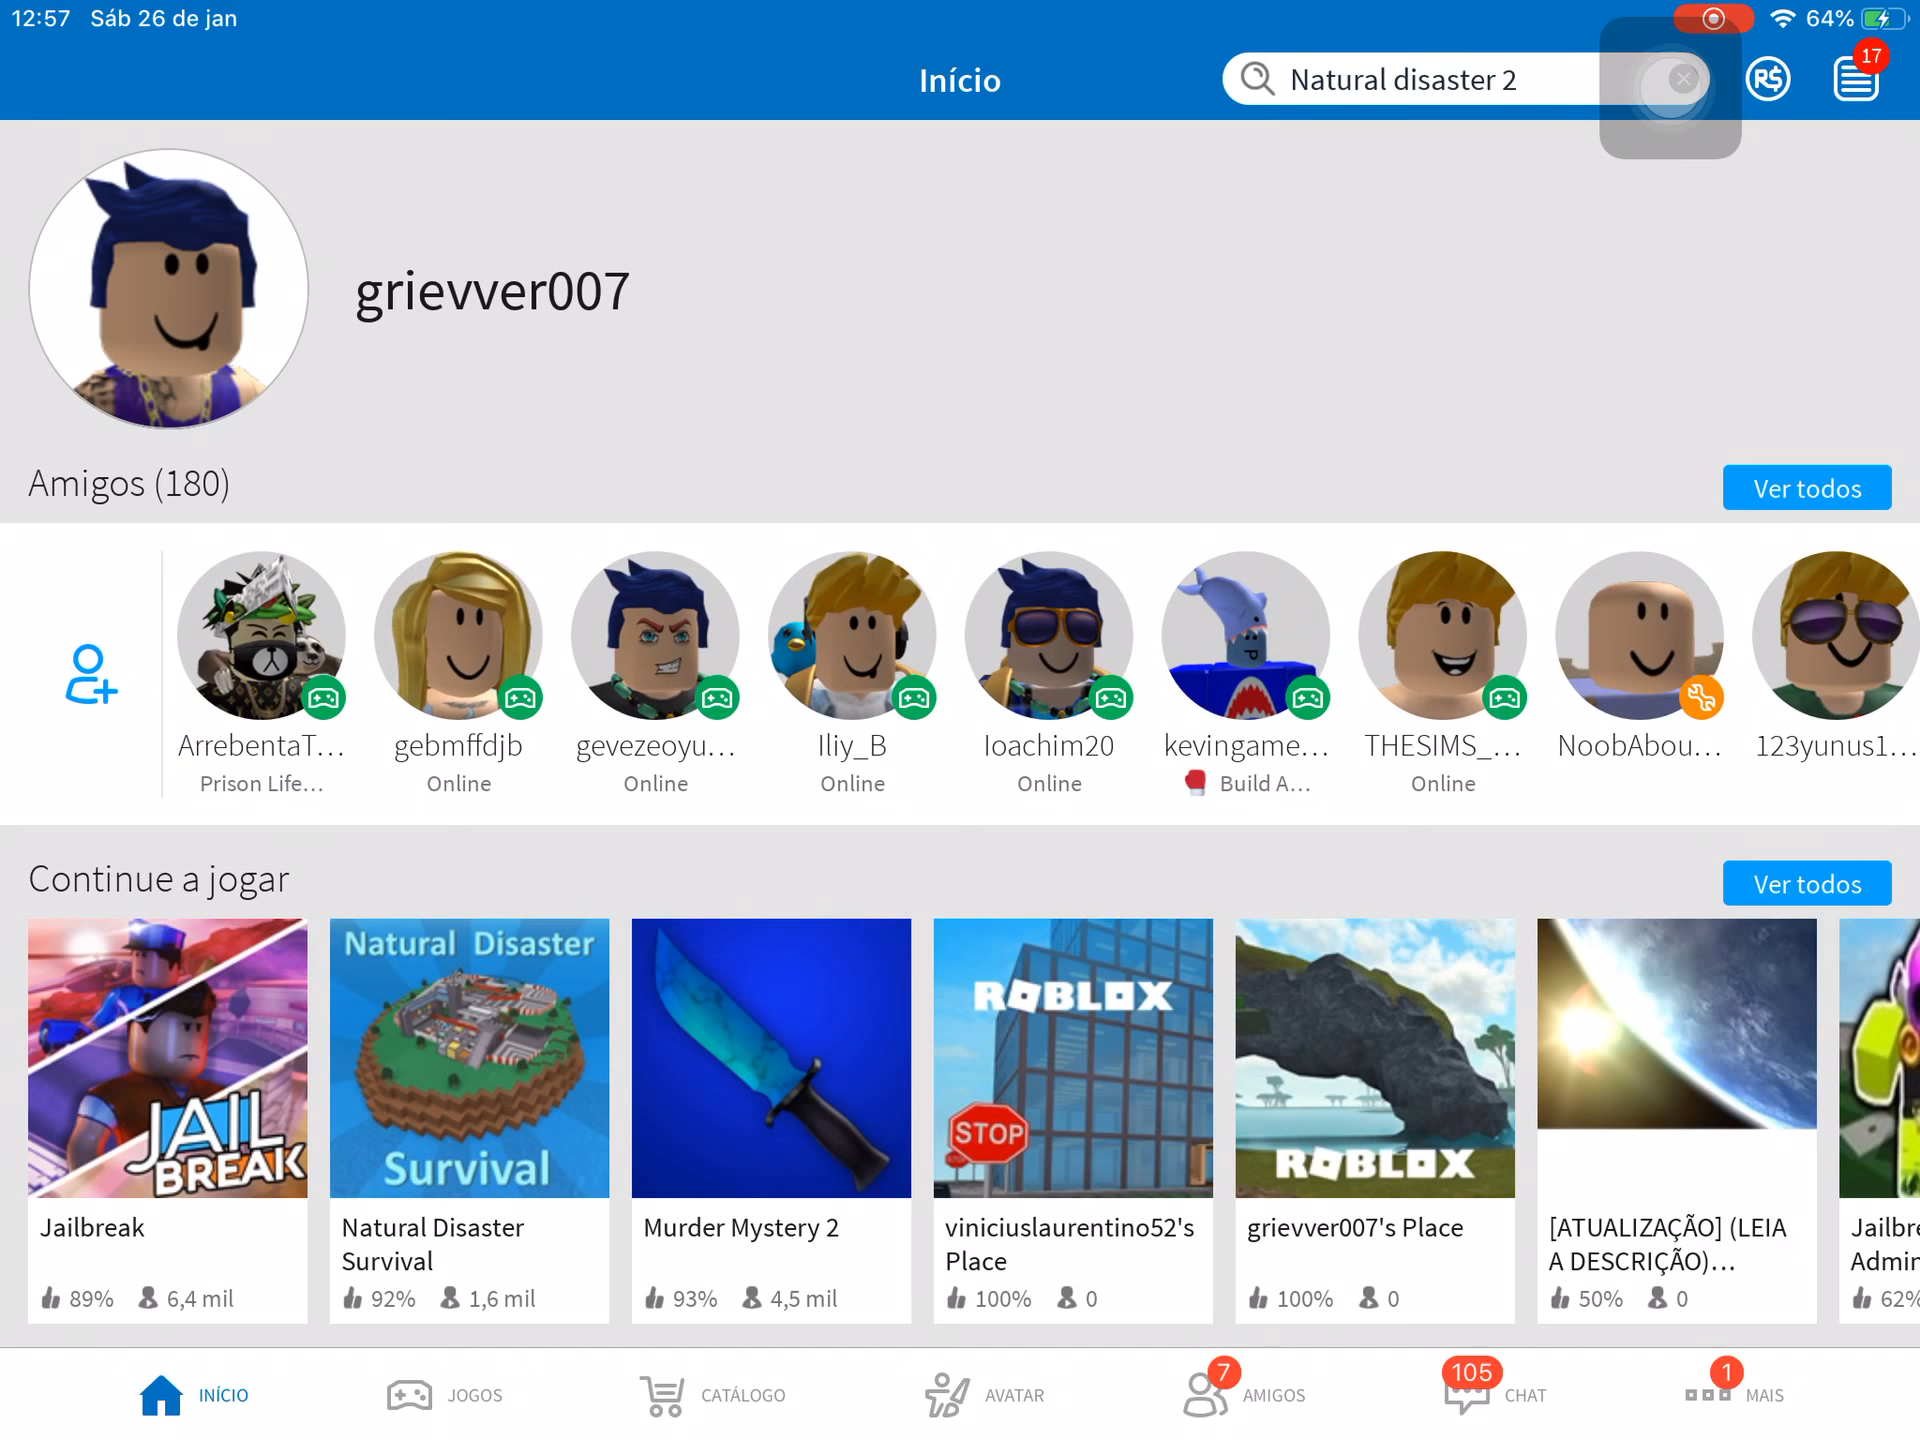 12:57 Sáb 26 de jan
64%
Início
Natural disaster 2
R$
17
grievver007
Amigos (180)
Ver todos
ArrebentaT...
Prison Life...
gebmffdjb
Online
gevezeoyu...
Online
Iliy_B
Online
Ioachim20
Online
kevingame...
Build A...
THESIMS_...
Online
NoobAbou...
123yunus1...
Continue a jogar
Ver todos
JAIL
BREAK
Jailbreak
89% 6,4 mil
Natural Disaster
Survival
Natural Disaster
Survival
92% 1,6 mil
Murder Mystery 2
93% 4,5 mil
ROBLOX
STOP
viniciuslaurentino52's
Place
100% 0
ROBLOX
grievver007's Place
100% 0
[ATUALIZAÇÃO] (LEIA
A DESCRIÇÃO)...
50% 0
Jailbre
Admin
62%
INÍCIO
JOGOS
CATÁLOGO
AVATAR
7
AMIGOS
105
CHAT
1
MAIS